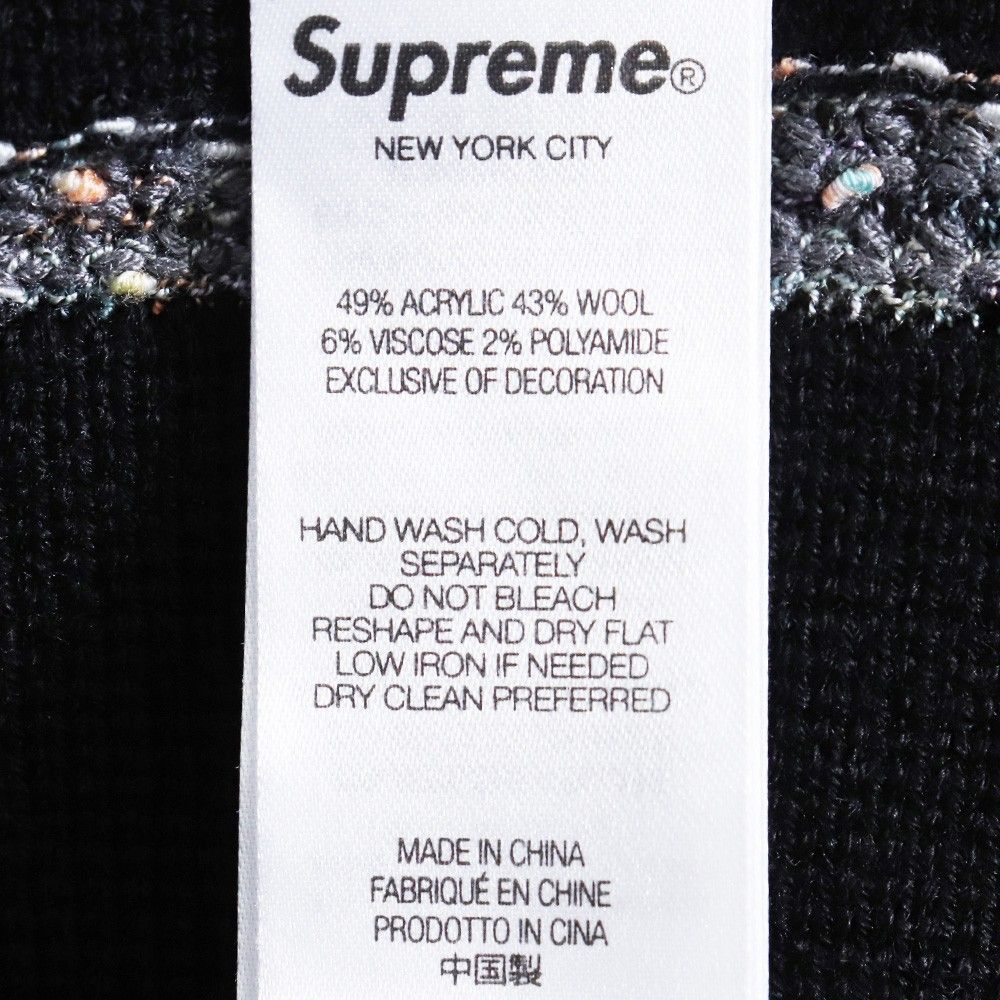 Supreme®
NEW YORK CITY
49% ACRYLIC 43% WOOL
6% VISCOSE 2% POLYAMIDE
EXCLUSIVE OF DECORATION
HAND WASH COLD, WASH
SEPARATELY
DO NOT BLEACH
RESHAPE AND DRY FLAT
LOW IRON IF NEEDED
DRY CLEAN PREFERRED
MADE IN CHINA
FABRIQUÉ EN CHINE
PRODOTTO IN CINA
中国製